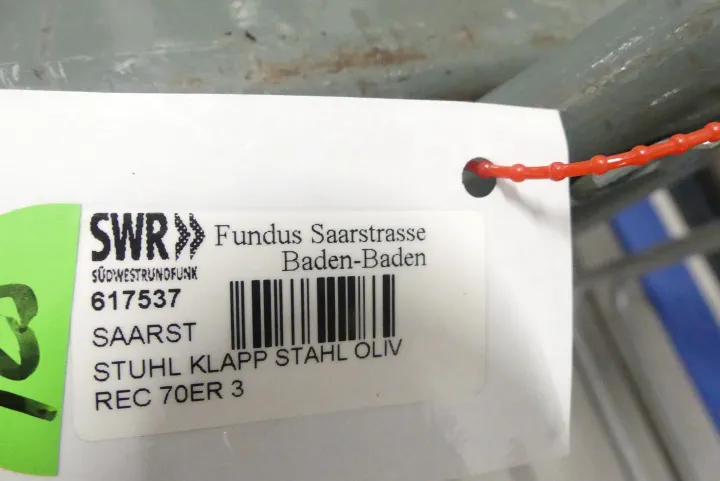 SWR» Fundus Saarstrasse
SÜDWESTRUNDFUNK Baden-Baden
617537
SAARST
STUHL KLAPP STAHL OLIV
REC 70ER 3